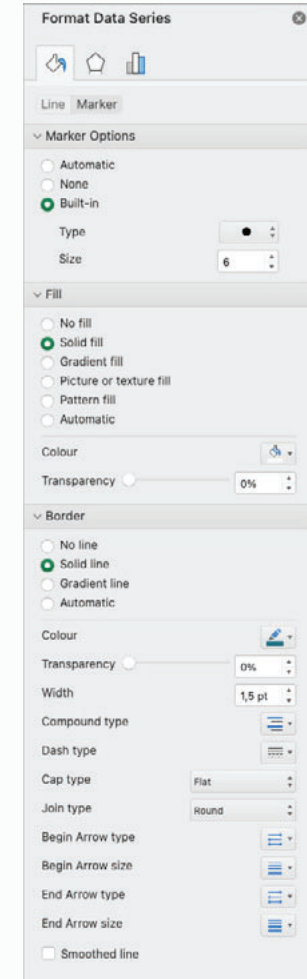 Format Data Series
Line Marker
Marker Options
Automatic
None
Built-in
Type
Size 6
Fill
No fill
Solid fill
Gradient fill
Picture or texture fill
Pattern fill
Automatic
Colour
Transparency 0%
Border
No line
Solid line
Gradient line
Automatic
Colour
Transparency 0%
Width 1,5 pt
Compound type
Dash type
Cap type Flat
Join type Round
Begin Arrow type
Begin Arrow size
End Arrow type
End Arrow size
Smoothed line